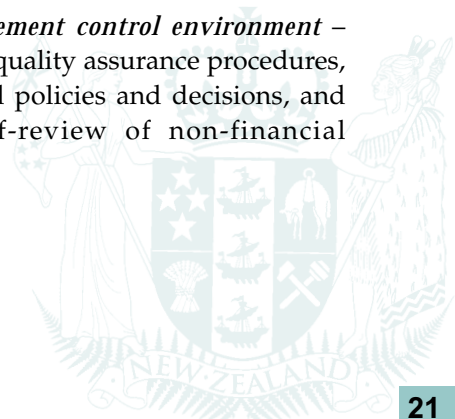 ement control environment –
quality assurance procedures,
l policies and decisions, and
f-review of non-financial
NEW·ZEALAND
21